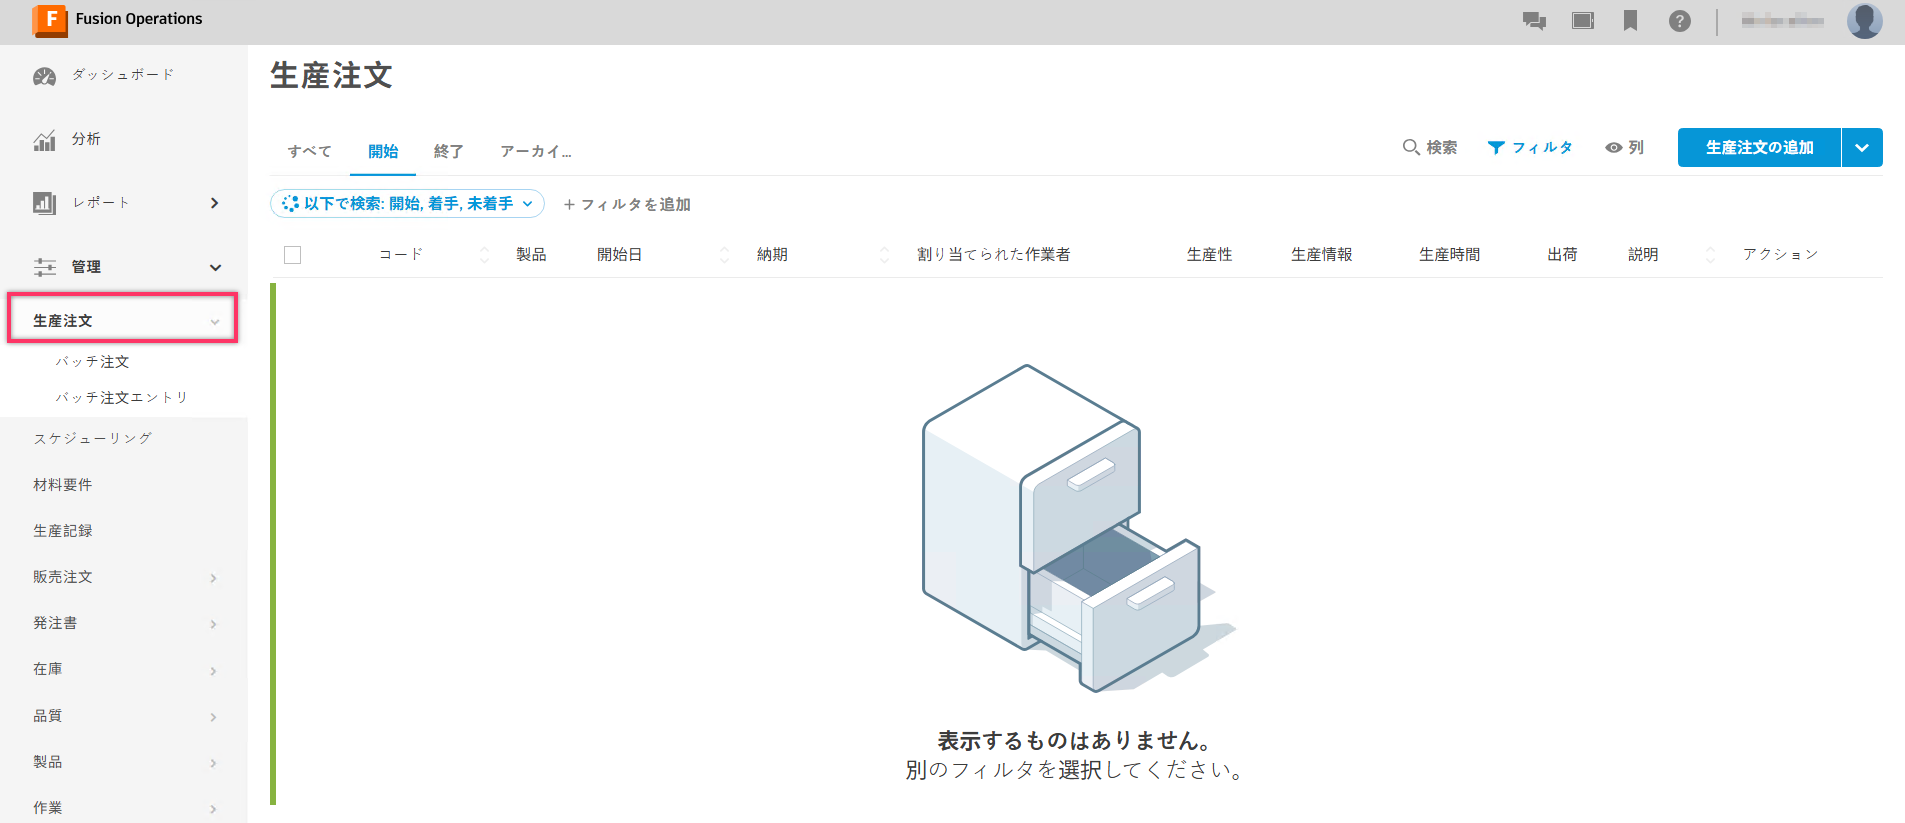 F Fusion Operations
ダッシュボード
分析
レポート
管理
生産注文
バッチ注文
バッチ注文エントリ
スケジューリング
材料要件
生産記録
販売注文
発注書
在庫
品質
製品
作業
生産注文
すべて 開始 終了 アーカイ...
検索 フィルタ 列 生産注文の追加
以下で検索: 開始, 着手, 未着手 + フィルタを追加
コード 製品 開始日 納期 割り当てられた作業者 生産性 生産情報 生産時間 出荷 説明 アクション
表示するものはありません。
別のフィルタを選択してください。